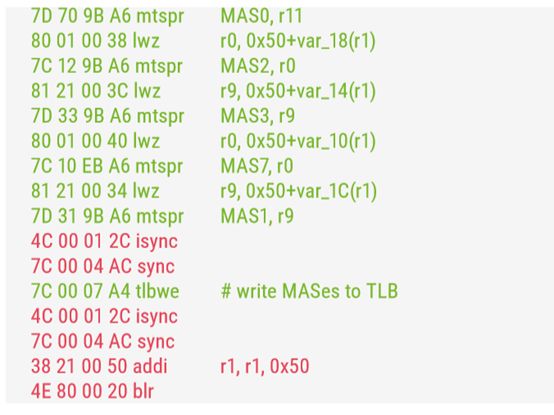 7D 70 9B A6 mtspr MAS0, r11
80 01 00 38 lwz r0, 0x50+var_18(r1)
7C 12 9B A6 mtspr MAS2, r0
81 21 00 3C lwz r9, 0x50+var_14(r1)
7D 33 9B A6 mtspr MAS3, r9
80 01 00 40 lwz r0, 0x50+var_10(r1)
7C 10 EB A6 mtspr MAS7, r0
81 21 00 34 lwz r9, 0x50+var_1C(r1)
7D 31 9B A6 mtspr MAS1, r9
4C 00 01 2C isync
7C 00 04 AC sync
7C 00 07 A4 tlbwe # write MASes to TLB
4C 00 01 2C isync
7C 00 04 AC sync
38 21 00 50 addi r1, r1, 0x50
4E 80 00 20 blr